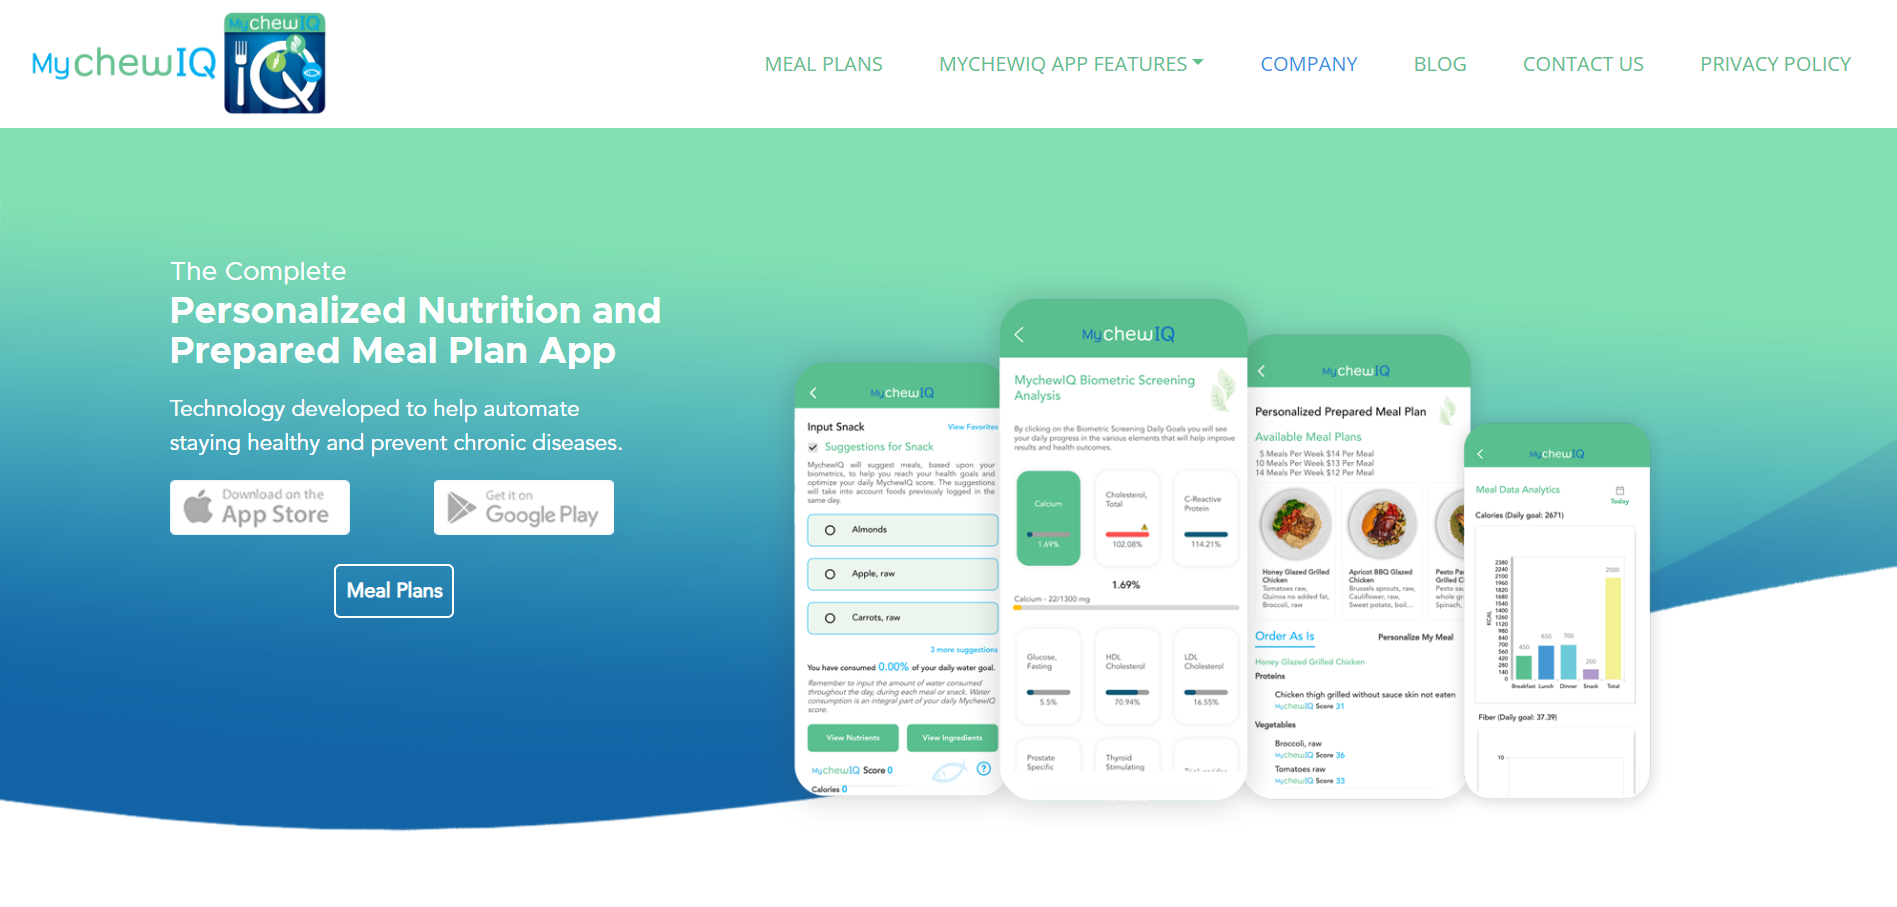 MychewIQ
MychewIQ
MEAL PLANS
MYCHEWIQ APP FEATURES
COMPANY
BLOG
CONTACT US
PRIVACY POLICY
The Complete
Personalized Nutrition and
Prepared Meal Plan App
Technology developed to help automate
staying healthy and prevent chronic diseases.
Download on the
App Store
Get it on
Google Play
Meal Plans
MychewIQ
Input Snack
View Favorites
Suggestions for Snack
MychewIQ will suggest meals, based upon your
biometrics, to help you reach your health goals and
optimize your daily MychewIQ score. The suggestions
will take into account foods previously logged in the
same day.
Almonds
Apple, raw
Carrots, raw
3 more suggestions
You have consumed 0.00% of your daily water goal.
Remember to input the amount of water consumed
throughout the day, during each meal or snack. Water
consumption is an integral part of your daily MychewIQ
score.
View Nutrients
View Ingredients
MychewIQ Score 0
?
Calories 0
MychewIQ
MychewIQ Biometric Screening
Analysis
By clicking on the Biometric Screening Daily Goals you will see
your daily progress in the various elements that will help improve
results and health outcomes.
Calcium
1.69%
Cholesterol,
Total
102.08%
C-Reactive
Protein
114.21%
1.69%
Calcium - 22/1300 mg
Glucose,
Fasting
5.5%
HDL
Cholesterol
70.94%
LDL
Cholesterol
16.55%
Prostate
Specific
Thyroid
Stimulating
MychewIQ
Personalized Prepared Meal Plan
Available Meal Plans
5 Meals Per Week $14 Per Meal
10 Meals Per Week $13 Per Meal
14 Meals Per Week $12 Per Meal
Honey Glazed Grilled
Chicken
Tomatoes raw,
Quinoa no added fat,
Broccoli, raw
Apricot BBQ Glazed
Chicken
Brussels sprouts, raw,
Cauliflower, raw,
Sweet potato, boil...
Pesto Pa
Grilled C
Pesto sau
whole gr
Spinach,
Order As Is
Personalize My Meal
Honey Glazed Grilled Chicken
Proteins
Chicken thigh grilled without sauce skin not eaten
MychewIQ Score 31
Vegetables
Broccoli, raw
MychewIQ Score 36
Tomatoes raw
MychewIQ Score 33
MychewIQ
Meal Data Analytics
Today
Calories (Daily goal: 2671)
KCAL
2380
2240
2100
1960
1820
1680
1540
1400
1260
1120
980
840
700
560
420
280
140
0
450
650
700
200
2000
Breakfast Lunch Dinner Snack Total
Fiber (Daily goal: 37.39)
10